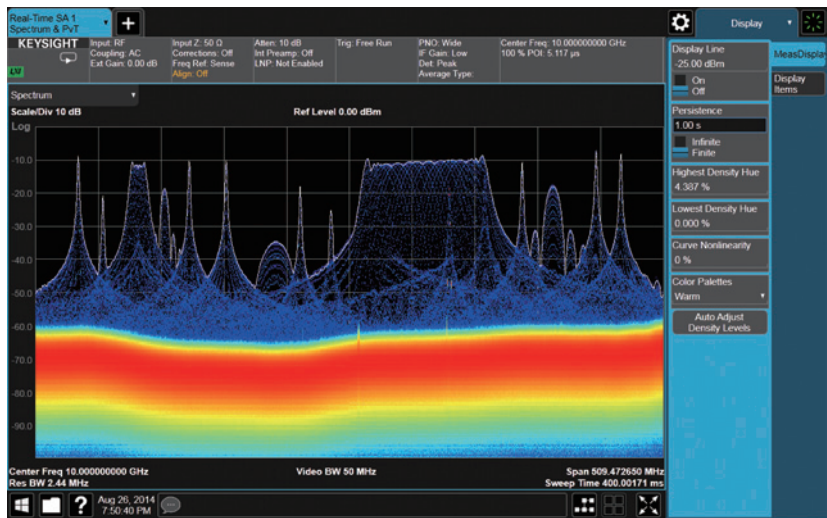 Real-Time SA 1
Spectrum & PvT
Display
KEYSIGHT
LXI
Input: RF
Coupling: AC
Ext Gain: 0.00 dB
Input Z: 50 Ω
Corrections: Off
Freq Ref: Sense
Align: Off
Atten: 10 dB
Int Preamp: Off
LNP: Not Enabled
Trig: Free Run
PNO: Wide
IF Gain: Low
Det: Peak
Average Type:
Center Freq: 10.000000000 GHz
100 % POI: 5.117 µs
Spectrum
Scale/Div 10 dB
Ref Level 0.00 dBm
Log
-10.0
-20.0
-30.0
-40.0
-50.0
-60.0
-70.0
-80.0
-90.0
Center Freq 10.000000000 GHz
Res BW 2.44 MHz
Video BW 50 MHz
Span 509.472650 MHz
Sweep Time 400.00171 ms
Display Line
-25.00 dBm
On
Off
Persistence
1.00 s
Infinite
Finite
Highest Density Hue
4.387 %
Lowest Density Hue
0.000 %
Curve Nonlinearity
0 %
Color Palettes
Warm
Auto Adjust
Density Levels
MeasDisplay
Display
Items
?
Aug 26, 2014
7:50:40 PM